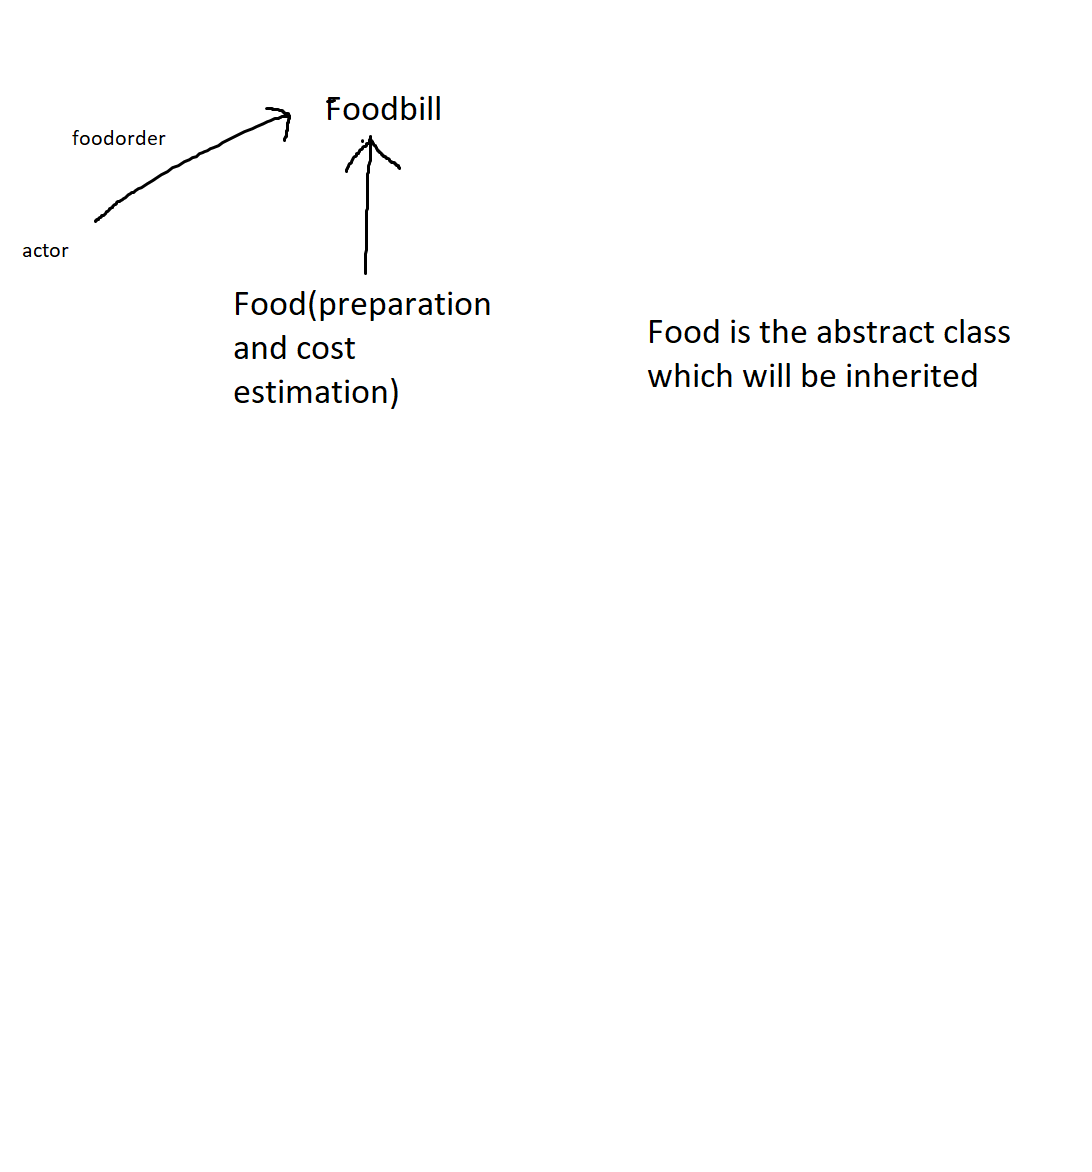 Foodbill
foodorder
actor
Food(preparation
and cost
estimation)
Food is the abstract class
which will be inherited